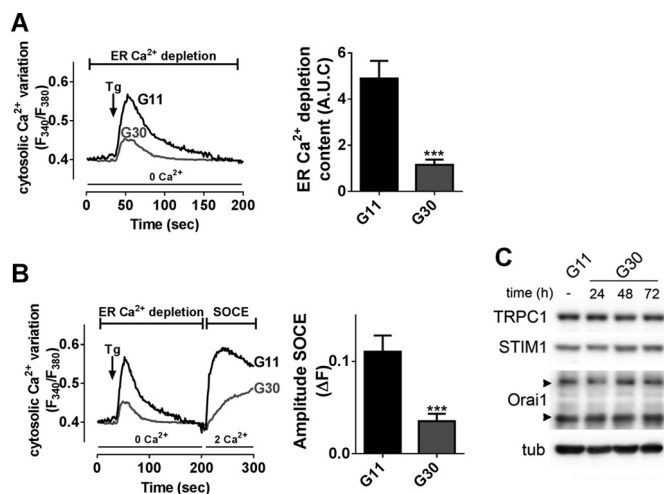 A
ER Ca²⁺ depletion
Tg
G11
G30
0 Ca²⁺
cytosolic Ca²⁺ variation
(F₃₄₀/F₃₈₀)
0.6
0.5
0.4
0 50 100 150 200
Time (sec)
ER Ca²⁺ depletion
content (A.U.C)
6
4
2
0
***
G11 G30
B
ER Ca²⁺ depletion SOCE
Tg
G11
G30
0 Ca²⁺ 2 Ca²⁺
cytosolic Ca²⁺ variation
(F₃₄₀/F₃₈₀)
0.6
0.5
0.4
0 100 200 300
Time (sec)
Amplitude SOCE
(ΔF)
0.1
0.0
***
G11 G30
C
G11 G30
time (h) - 24 48 72
TRPC1
STIM1
Orai1
tub